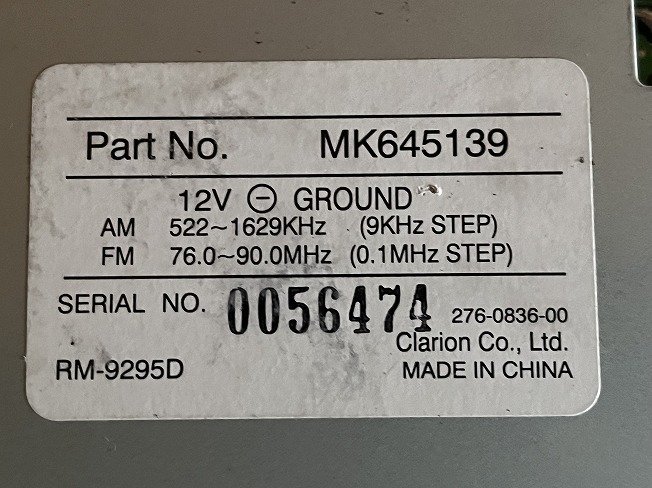 Part No. MK645139
12V ⊖ GROUND
AM 522~1629KHz (9KHz STEP)
FM 76.0~90.0MHz (0.1MHz STEP)
SERIAL NO. 0056474 276-0836-00
Clarion Co., Ltd.
RM-9295D MADE IN CHINA